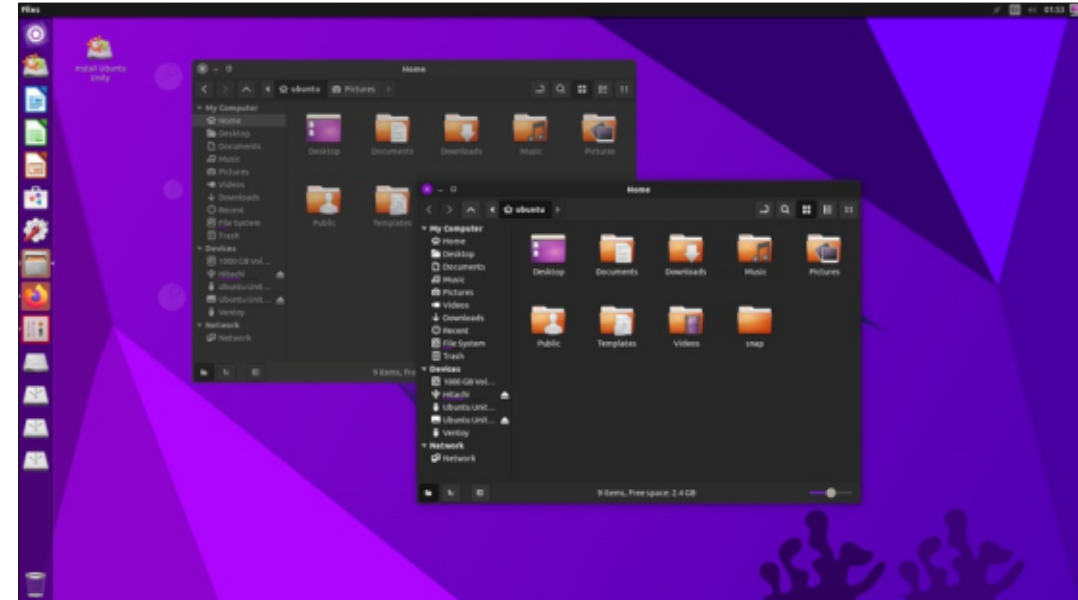 Files
01:53
Install Ubuntu
Unity
Home
ubuntu
Pictures
My Computer
Home
Desktop
Documents
Music
Pictures
Videos
Downloads
Recent
File System
Trash
Devices
1000 GB Vol...
Hitachi
Ubuntu Unit...
Ubuntu Unit...
Ventoy
Network
Network
Desktop
Documents
Downloads
Music
Pictures
Public
Templates
9 items, Fre
Home
ubuntu
My Computer
Home
Desktop
Documents
Music
Pictures
Videos
Downloads
Recent
File System
Trash
Devices
1000 GB Vol...
Hitachi
Ubuntu Unit...
Ubuntu Unit...
Ventoy
Network
Network
Desktop
Documents
Downloads
Music
Pictures
Public
Templates
Videos
snap
9 items, Free space: 2.4 GB